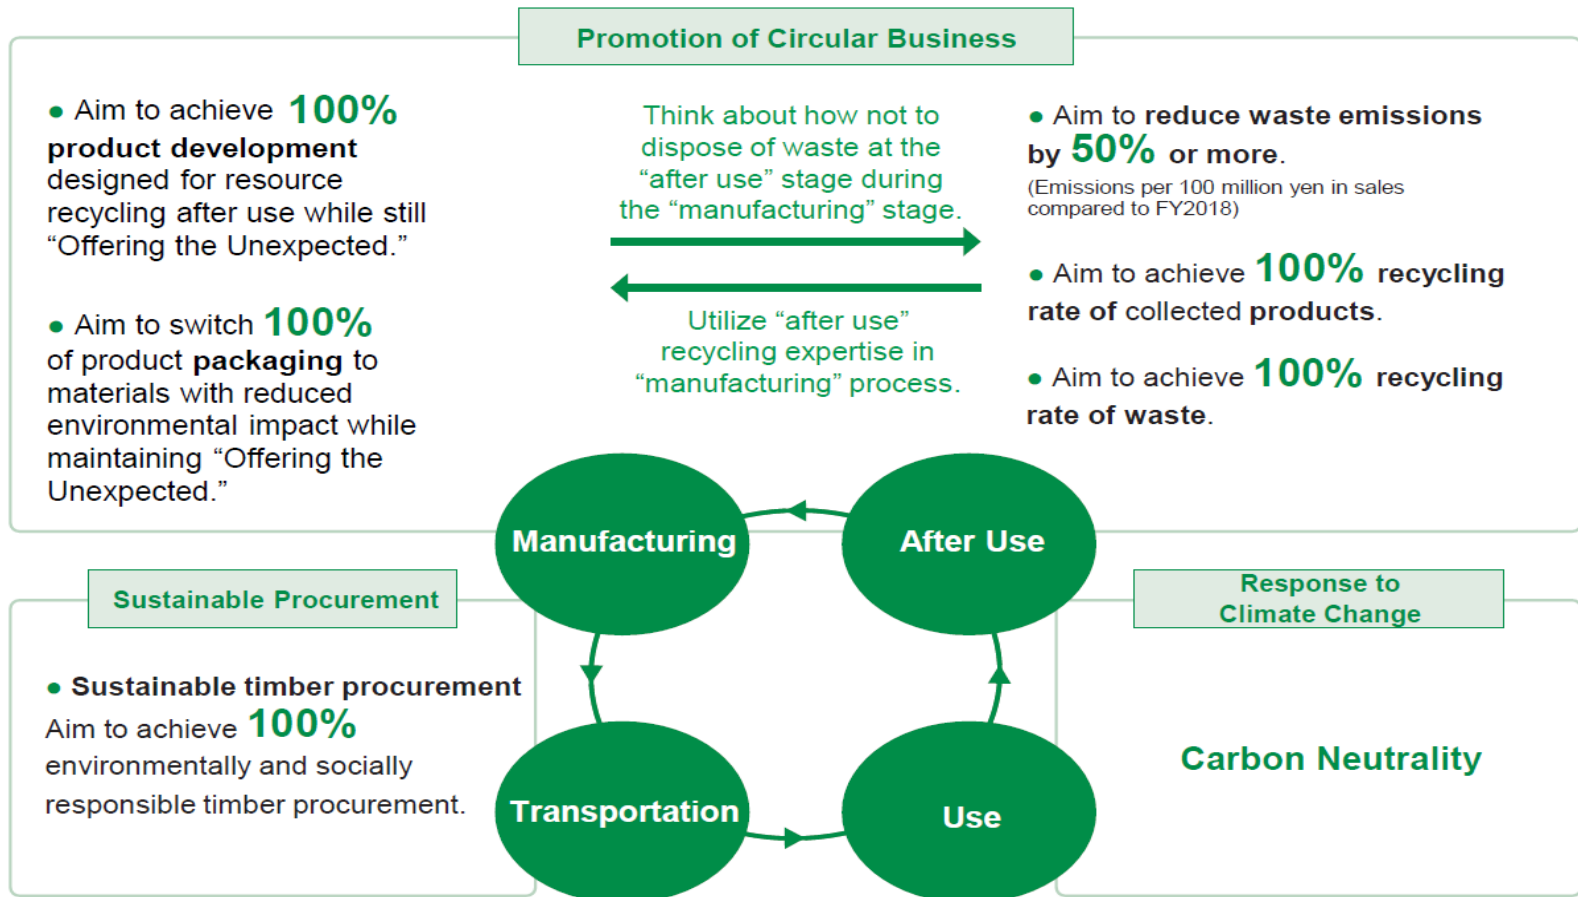 Promotion of Circular Business
● Aim to achieve 100%
product development
designed for resource
recycling after use while still
“Offering the Unexpected.”
● Aim to switch 100%
of product packaging to
materials with reduced
environmental impact while
maintaining “Offering the
Unexpected.”
Think about how not to
dispose of waste at the
“after use” stage during
the “manufacturing” stage.
Utilize “after use”
recycling expertise in
“manufacturing” process.
● Aim to reduce waste emissions
by 50% or more.
(Emissions per 100 million yen in sales
compared to FY2018)
● Aim to achieve 100% recycling
rate of collected products.
● Aim to achieve 100% recycling
rate of waste.
Manufacturing
After Use
Transportation
Use
Sustainable Procurement
● Sustainable timber procurement
Aim to achieve 100%
environmentally and socially
responsible timber procurement.
Response to
Climate Change
Carbon Neutrality